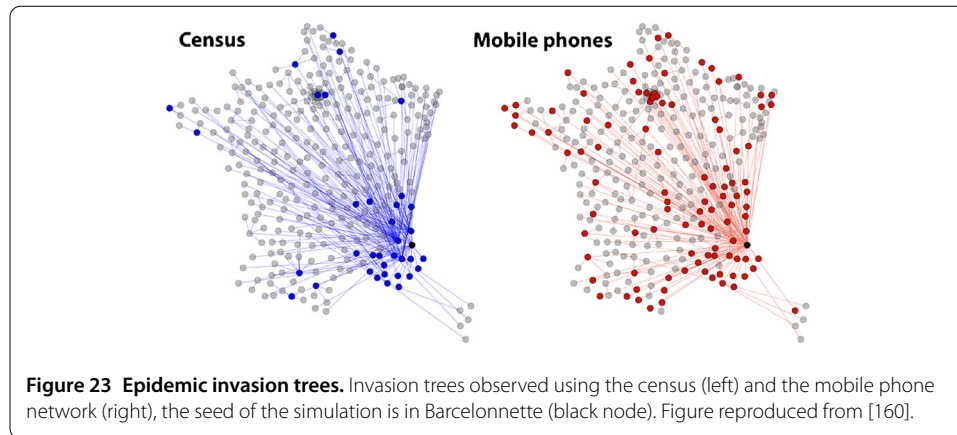 Census
Mobile phones
Figure 23 Epidemic invasion trees. Invasion trees observed using the census (left) and the mobile phone
network (right), the seed of the simulation is in Barcelonnette (black node). Figure reproduced from [160].